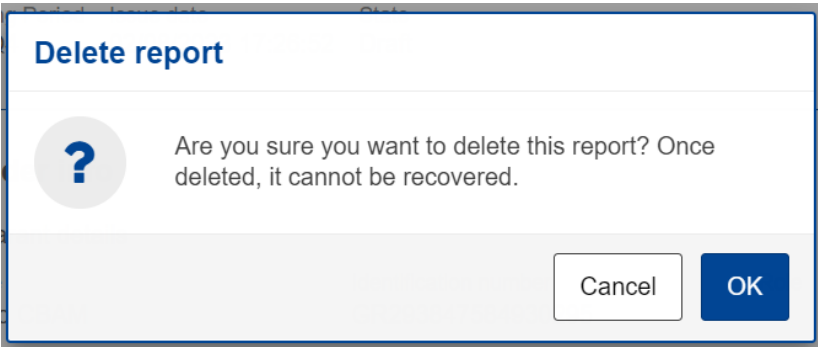 Delete report
?
Are you sure you want to delete this report? Once
deleted, it cannot be recovered.
Cancel
OK